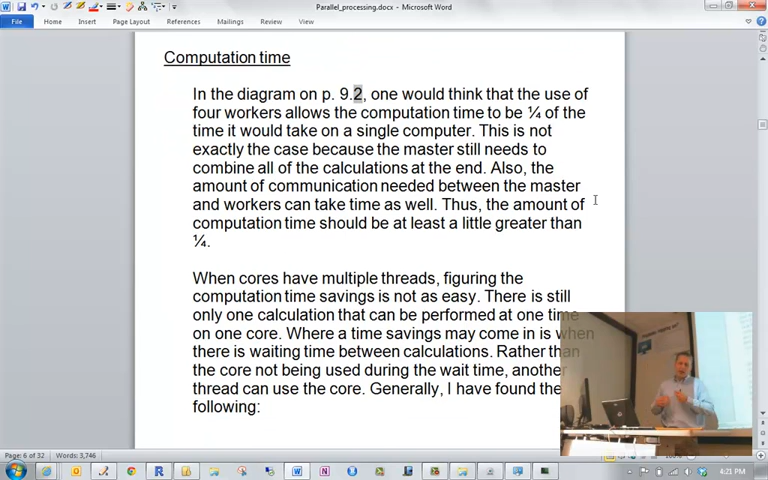 Parallel_processing.docx - Microsoft Word
File Home Insert Page Layout References Mailings Review View
Computation time
In the diagram on p. 9.2, one would think that the use of
four workers allows the computation time to be ¼ of the
time it would take on a single computer. This is not
exactly the case because the master still needs to
combine all of the calculations at the end. Also, the
amount of communication needed between the master
and workers can take time as well. Thus, the amount of
computation time should be at least a little greater than
¼.
When cores have multiple threads, figuring the
computation time savings is not as easy. There is still
only one calculation that can be performed at one time
on one core. Where a time savings may come in is when
there is waiting time between calculations. Rather than
the core not being used during the wait time, another
thread can use the core. Generally, I have found the
following:
Page: 6 of 32 Words: 3,746
4:21 PM